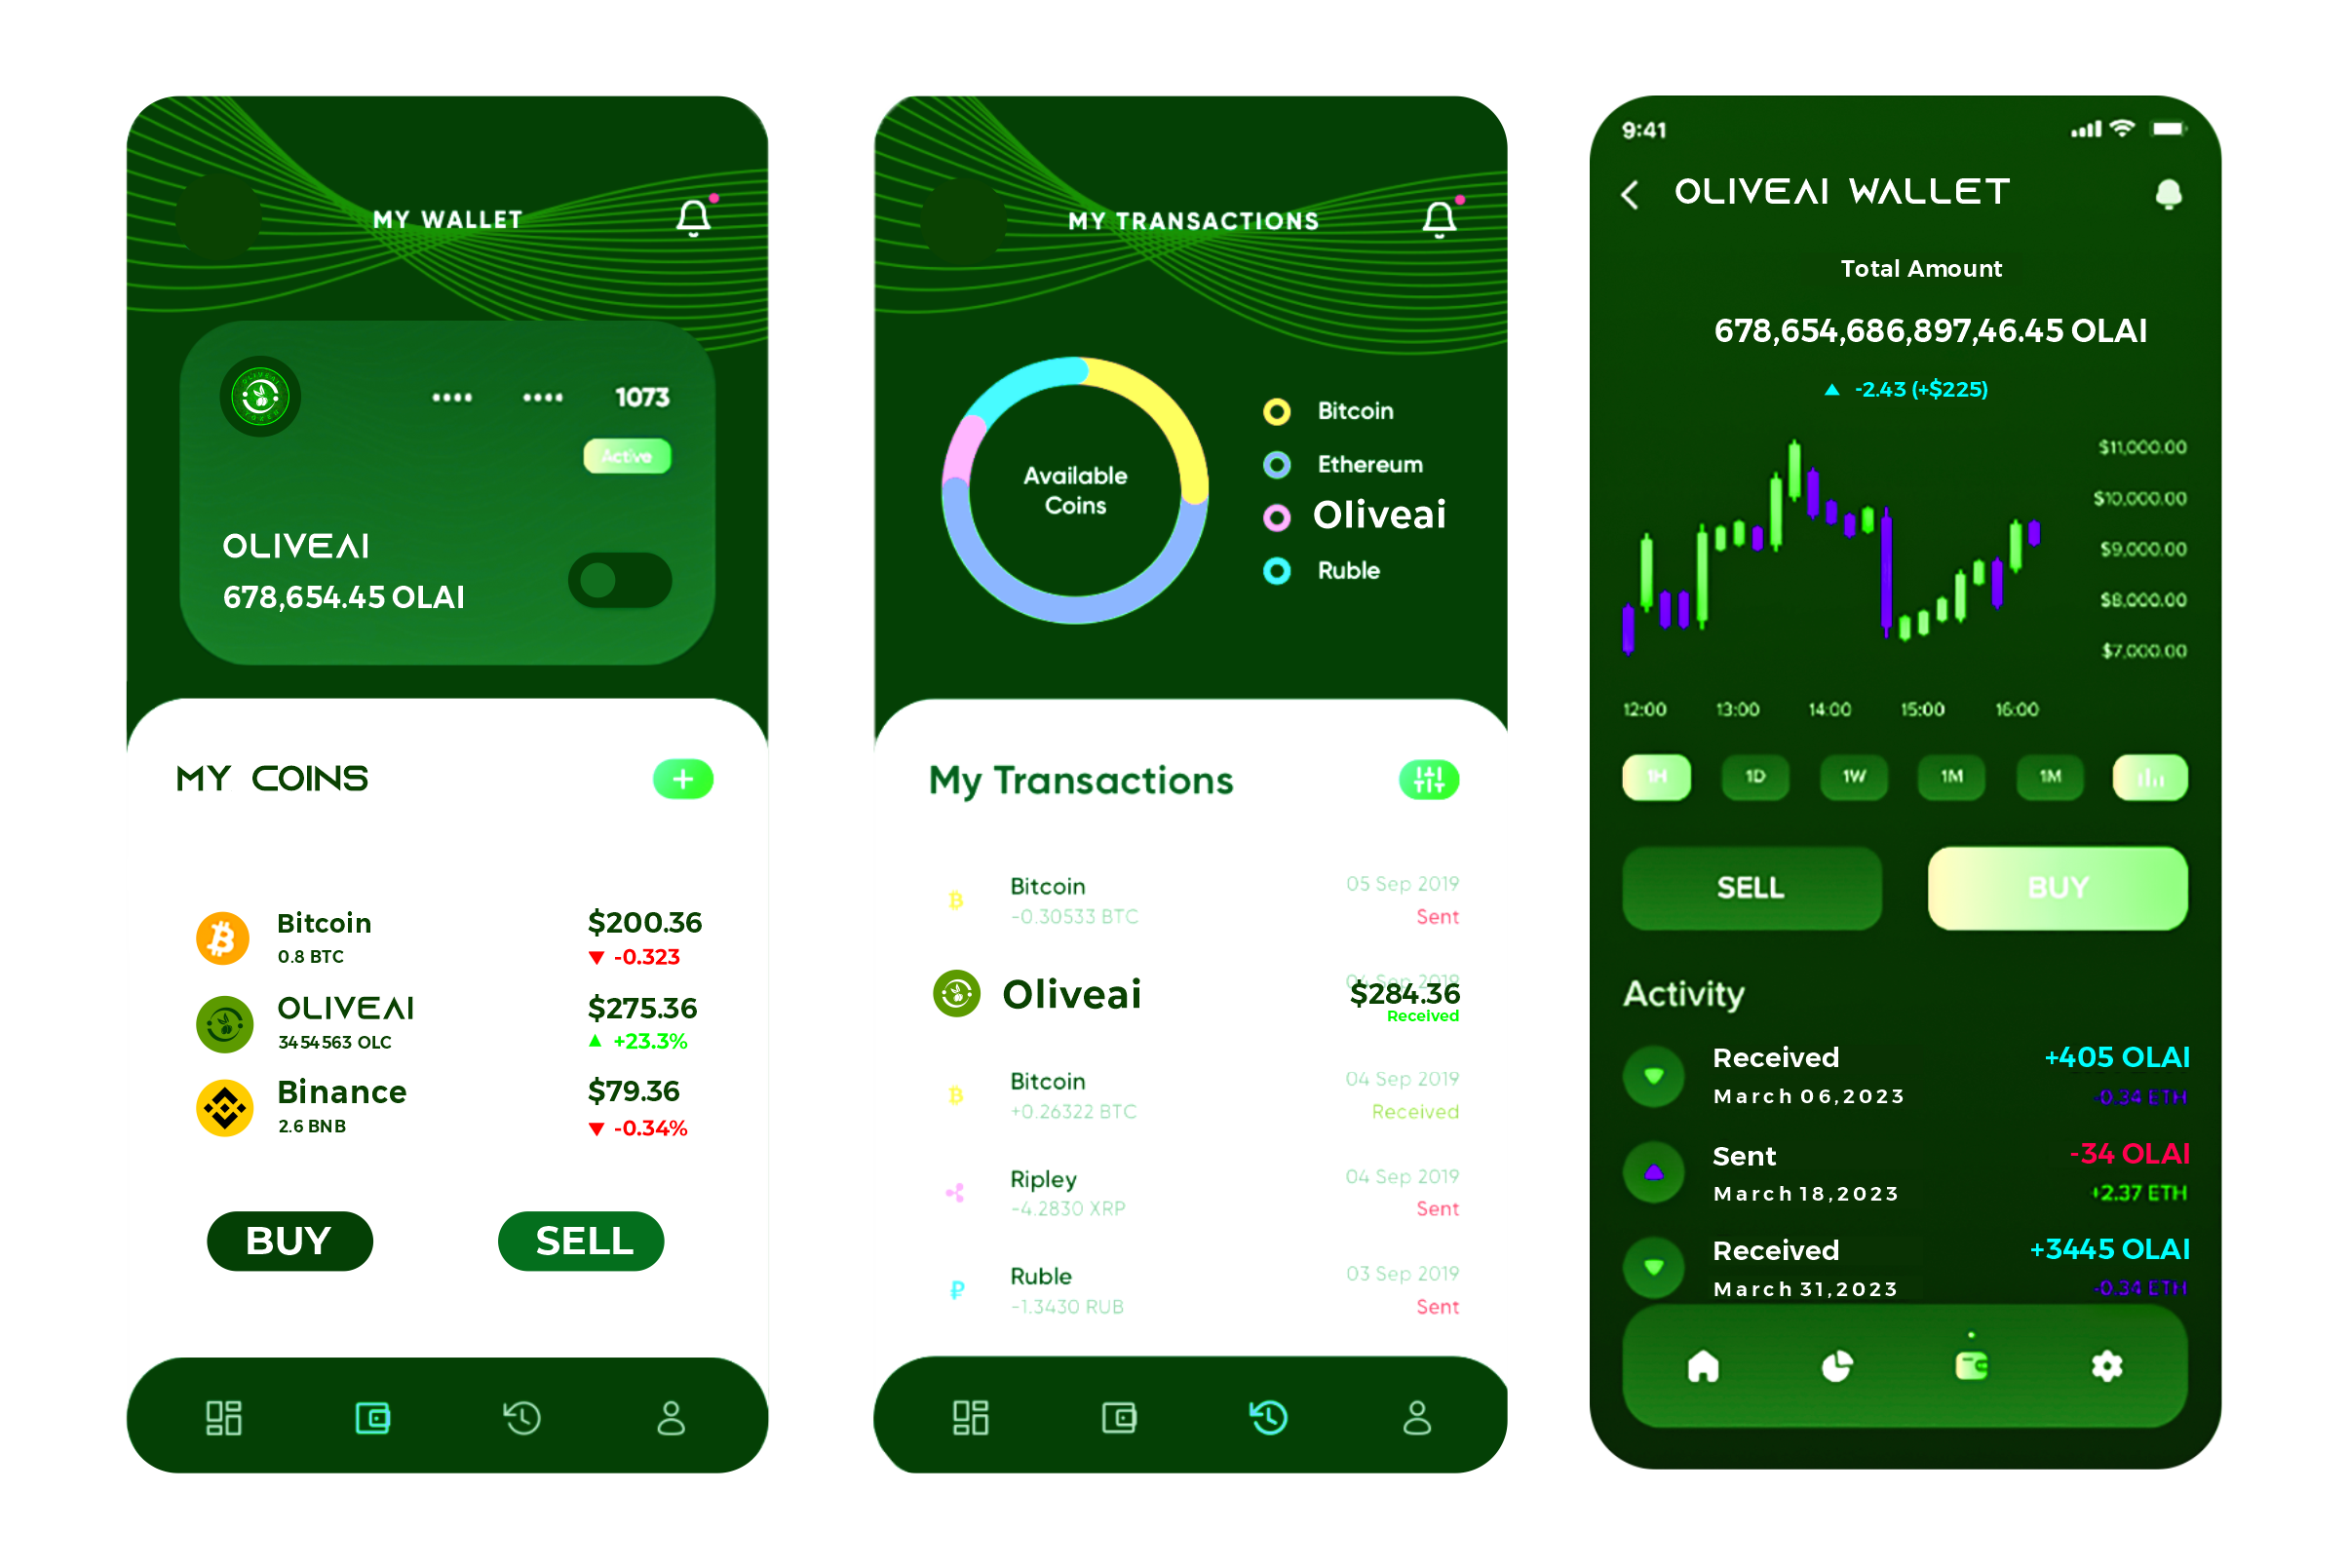 MY WALLET
•••• •••• 1073
Active
OLIVEAI
678,654.45 OLAI
MY COINS
Bitcoin $200.36
0.8 BTC -0.323
OLIVEAI $275.36
3454563 OLC +23.3%
Binance $79.36
2.6 BNB -0.34%
BUY SELL
MY TRANSACTIONS
Available
Coins
Bitcoin
Ethereum
Oliveai
Ruble
My Transactions
Bitcoin 05 Sep 2019
-0.30533 BTC Sent
04 Sep 2019
Oliveai $284.36
Received
Bitcoin 04 Sep 2019
+0.26322 BTC Received
Ripley 04 Sep 2019
-4.2830 XRP Sent
Ruble 03 Sep 2019
-1.3430 RUB Sent
9:41
OLIVEAI WALLET
Total Amount
678,654,686,897,46.45 OLAI
-2.43 (+$225)
$11,000.00
$10,000.00
$9,000.00
$8,000.00
$7,000.00
12:00 13:00 14:00 15:00 16:00
1H 1D 1W 1M 1M
SELL BUY
Activity
Received +405 OLAI
March 06,2023 -0.34 ETH
Sent -34 OLAI
March 18,2023 +2.37 ETH
Received +3445 OLAI
March 31,2023 -0.34 ETH